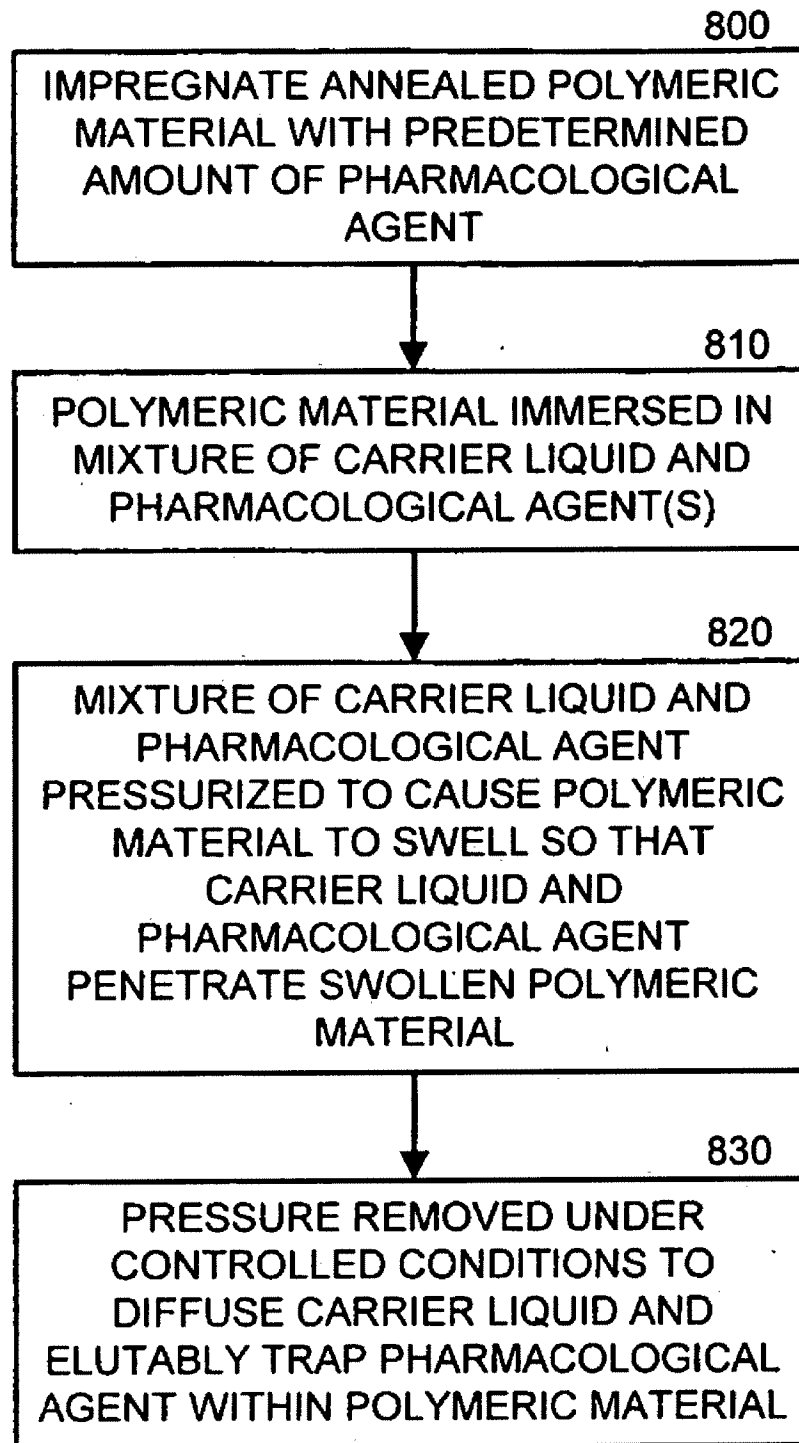 800
IMPREGNATE ANNEALED POLYMERIC
MATERIAL WITH PREDETERMINED
AMOUNT OF PHARMACOLOGICAL
AGENT
810
POLYMERIC MATERIAL IMMERSED IN
MIXTURE OF CARRIER LIQUID AND
PHARMACOLOGICAL AGENT(S)
820
MIXTURE OF CARRIER LIQUID AND
PHARMACOLOGICAL AGENT
PRESSURIZED TO CAUSE POLYMERIC
MATERIAL TO SWELL SO THAT
CARRIER LIQUID AND
PHARMACOLOGICAL AGENT
PENETRATE SWOLLEN POLYMERIC
MATERIAL
830
PRESSURE REMOVED UNDER
CONTROLLED CONDITIONS TO
DIFFUSE CARRIER LIQUID AND
ELUTABLY TRAP PHARMACOLOGICAL
AGENT WITHIN POLYMERIC MATERIAL